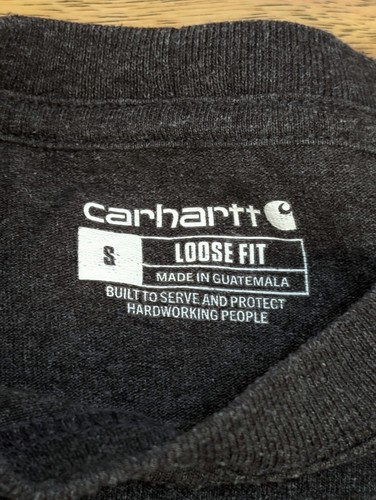 carhartt
S LOOSE FIT
MADE IN GUATEMALA
BUILT TO SERVE AND PROTECT
HARDWORKING PEOPLE